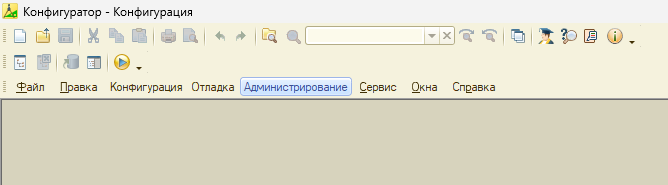 Конфигуратор - Конфигурация
Файл Правка Конфигурация Отладка Администрирование Сервис Окна Справка